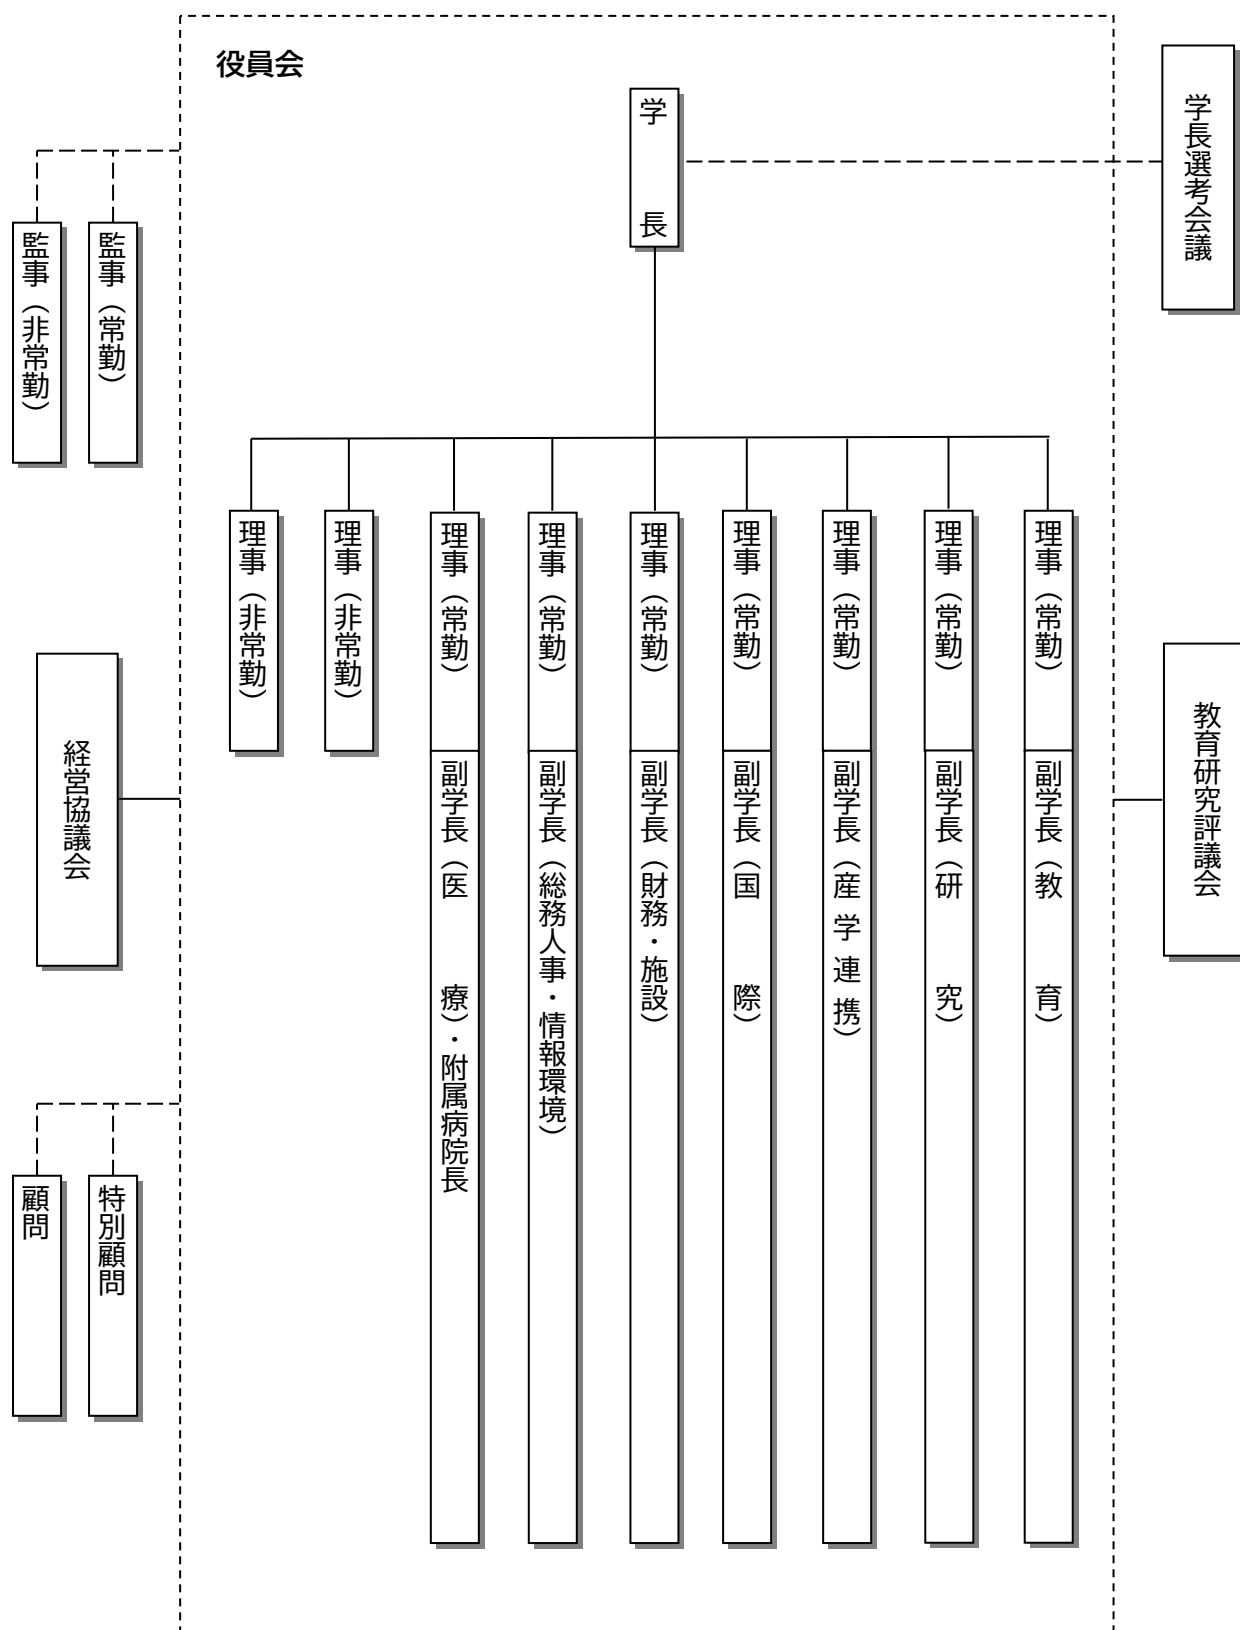 役員会
学長
学長選考会議
監事（常勤）
監事（非常勤）
理事（常勤）
副学長（教育）
理事（常勤）
副学長（研究）
理事（常勤）
副学長（産学連携）
理事（常勤）
副学長（国際）
理事（常勤）
副学長（財務・施設）
理事（常勤）
副学長（総務人事・情報環境）
理事（常勤）
副学長（医療）・附属病院長
理事（非常勤）
理事（非常勤）
教育研究評議会
経営協議会
特別顧問
顧問